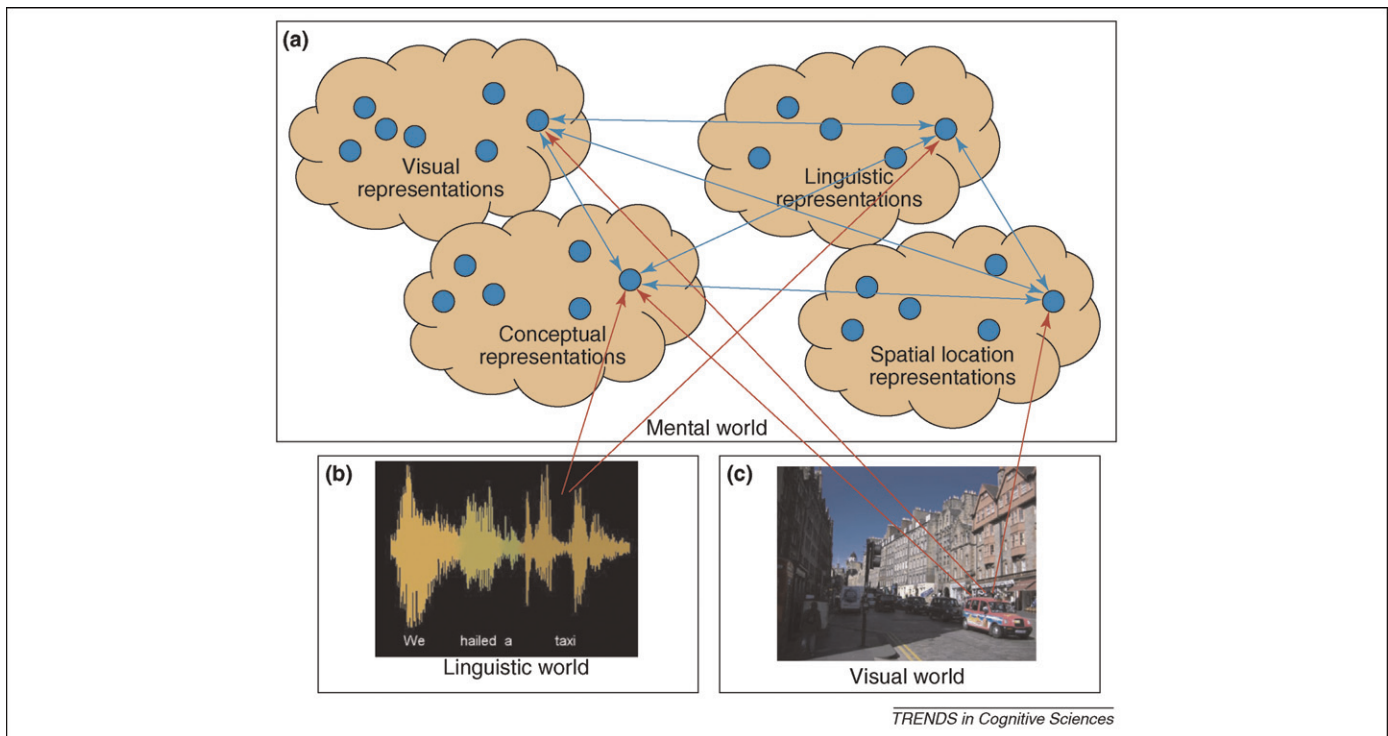 (a)
Visual
representations
Linguistic
representations
Conceptual
representations
Spatial location
representations
Mental world
(b)
We hailed a taxi
Linguistic world
(c)
Visual world
TRENDS in Cognitive Sciences